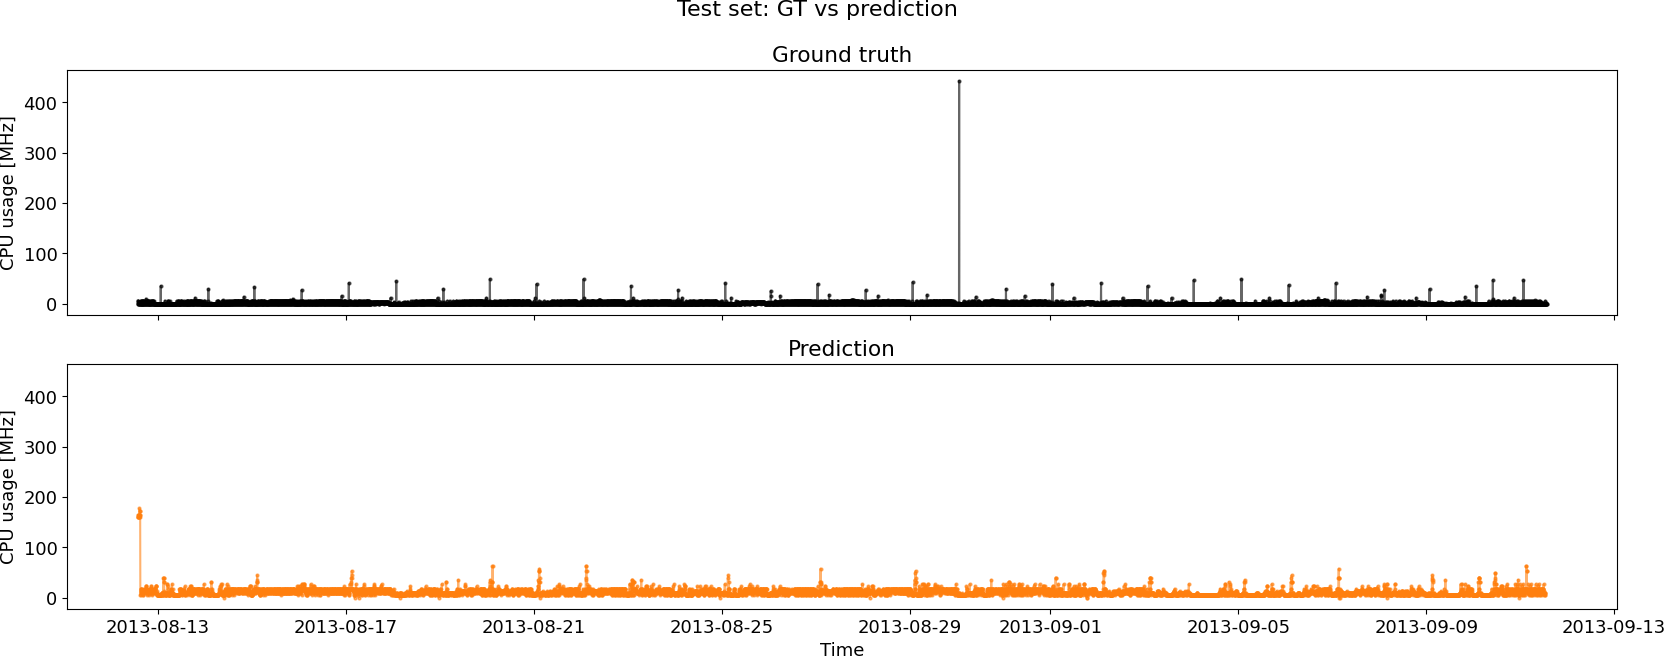 Test set: GT vs prediction
Ground truth
CPU usage [MHz]
400
300
200
100
0
Prediction
CPU usage [MHz]
400
300
200
100
0
2013-08-13 2013-08-17 2013-08-21 2013-08-25 2013-08-29 2013-09-01 2013-09-05 2013-09-09 2013-09-13
Time